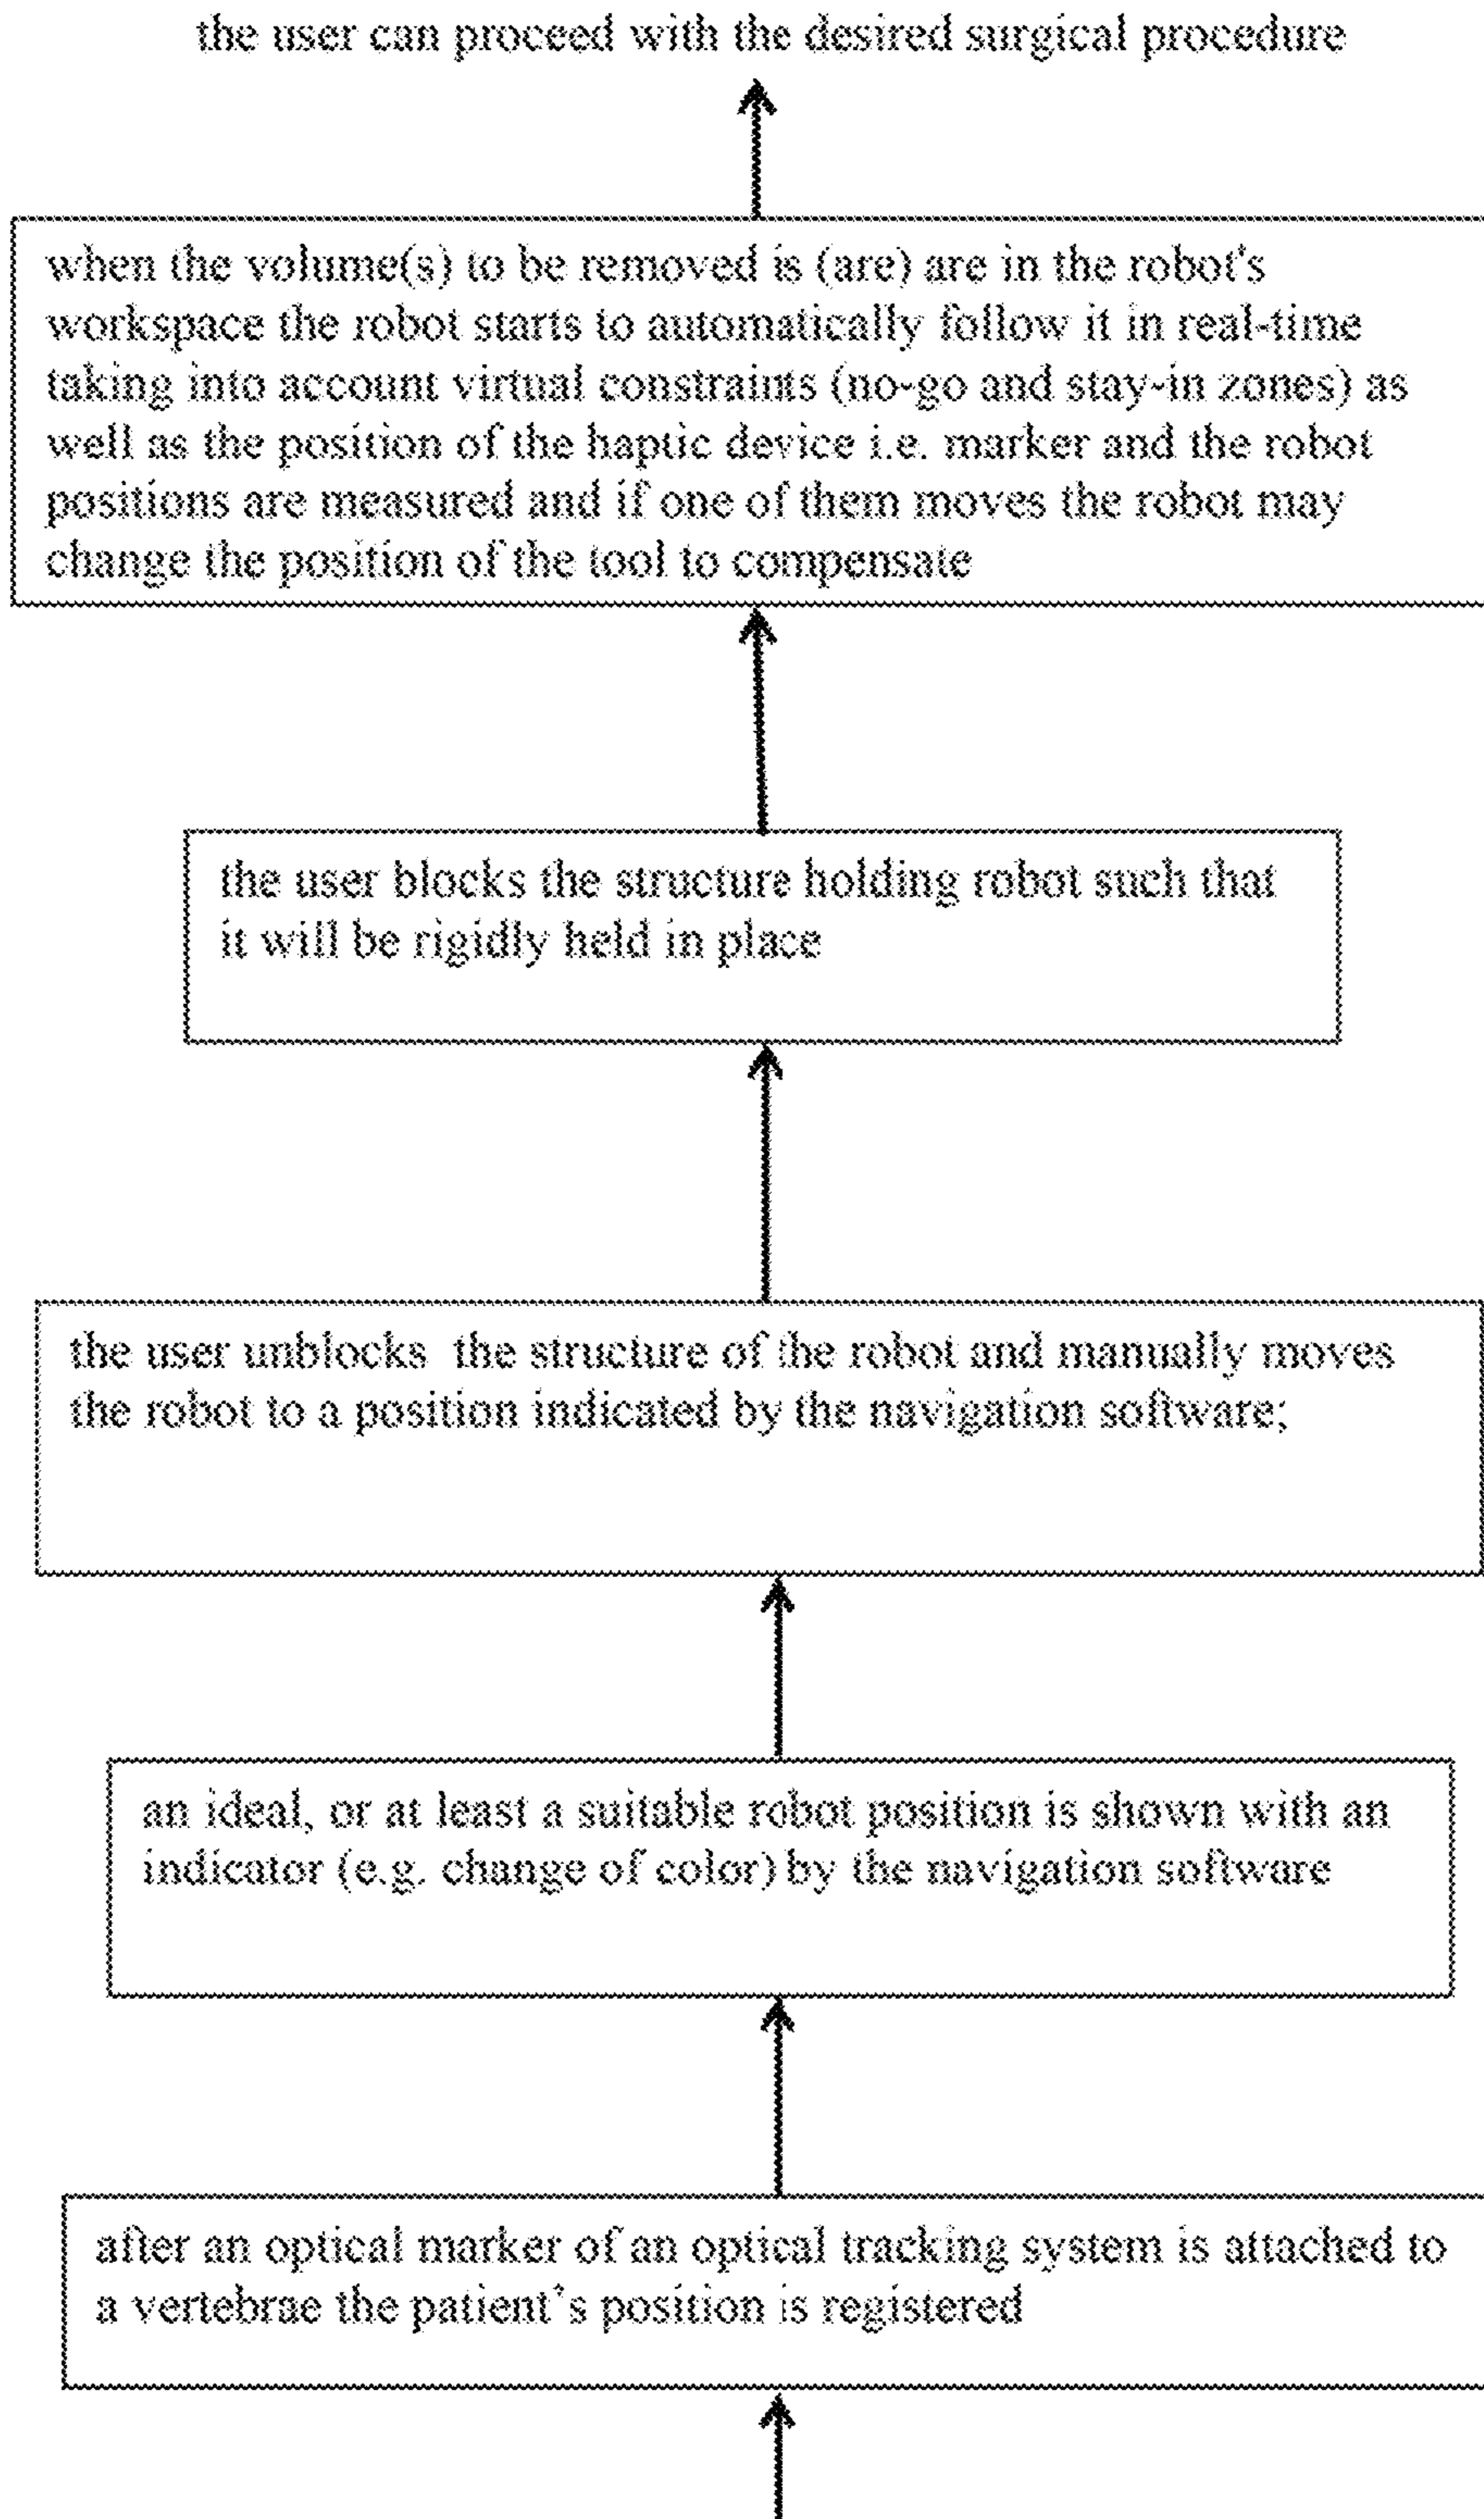 the user can proceed with the desired surgical procedure
when the volume(s) to be removed is (are) are in the robot's
workspace the robot starts to automatically follow it in real-time
taking into account virtual constraints (no-go and stay-in zones) as
well as the position of the haptic device i.e. marker and the robot
positions are measured and if one of them moves the robot may
change the position of the tool to compensate
the user blocks the structure holding robot such that
it will be rigidly held in place
the user unblocks the structure of the robot and manually moves
the robot to a position indicated by the navigation software;
an ideal, or at least a suitable robot position is shown with an
indicator (e.g. change of color) by the navigation software
after an optical marker of an optical tracking system is attached to
a vertebrae the patient's position is registered